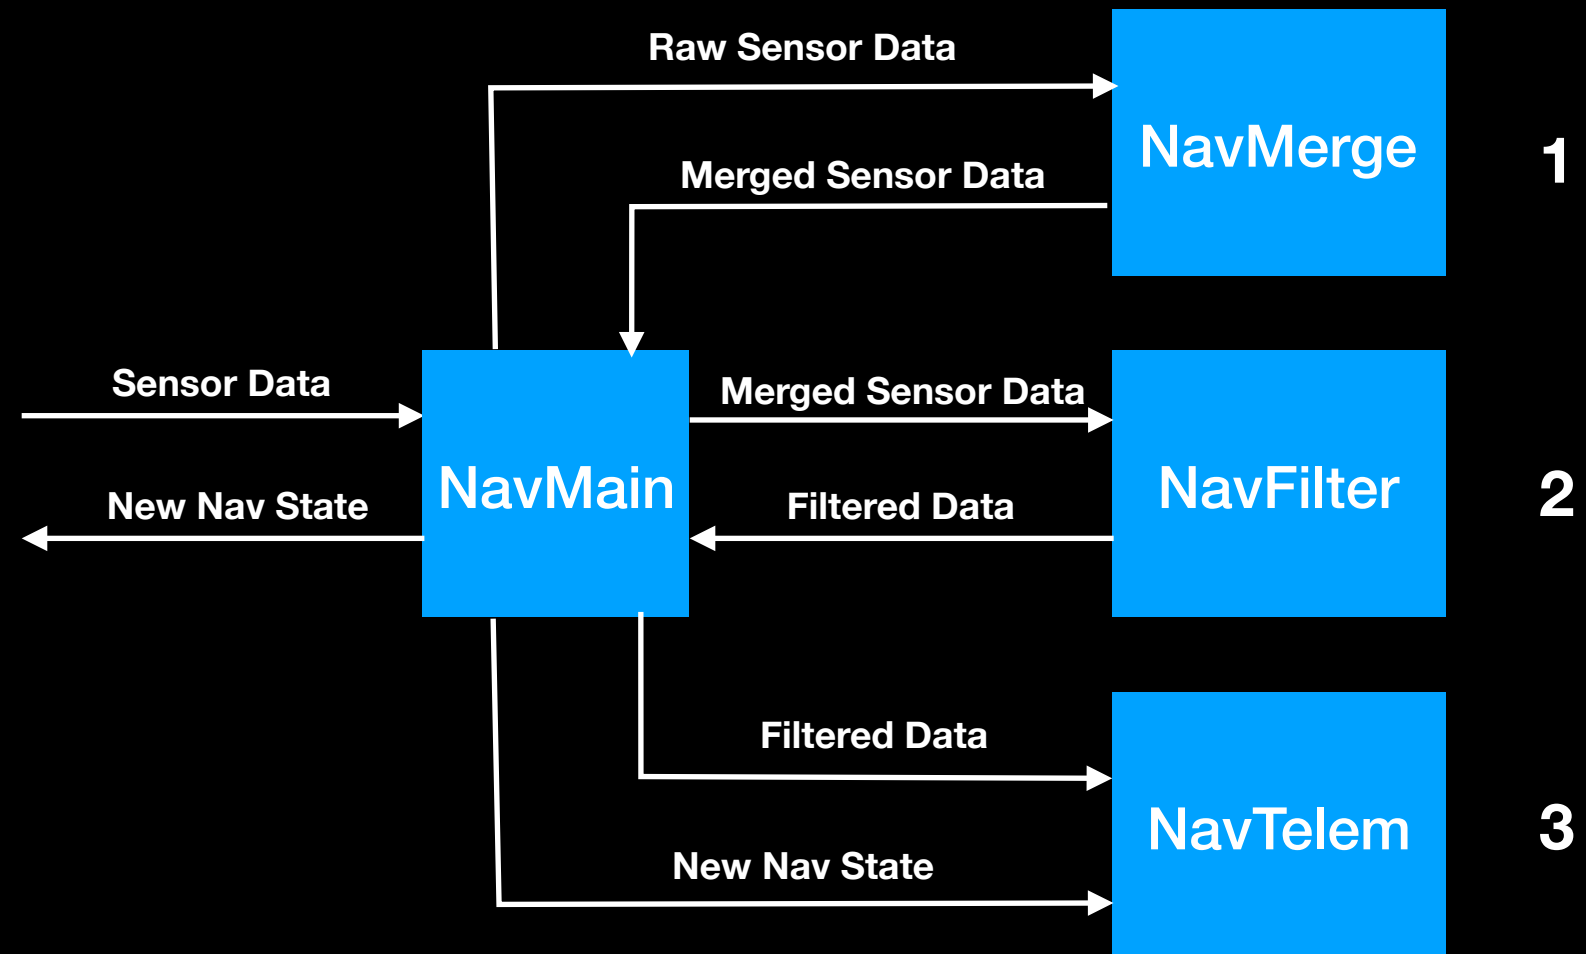 Raw Sensor Data
NavMerge
1
Merged Sensor Data
Sensor Data
Merged Sensor Data
NavMain
NavFilter
2
New Nav State
Filtered Data
Filtered Data
NavTelem
3
New Nav State